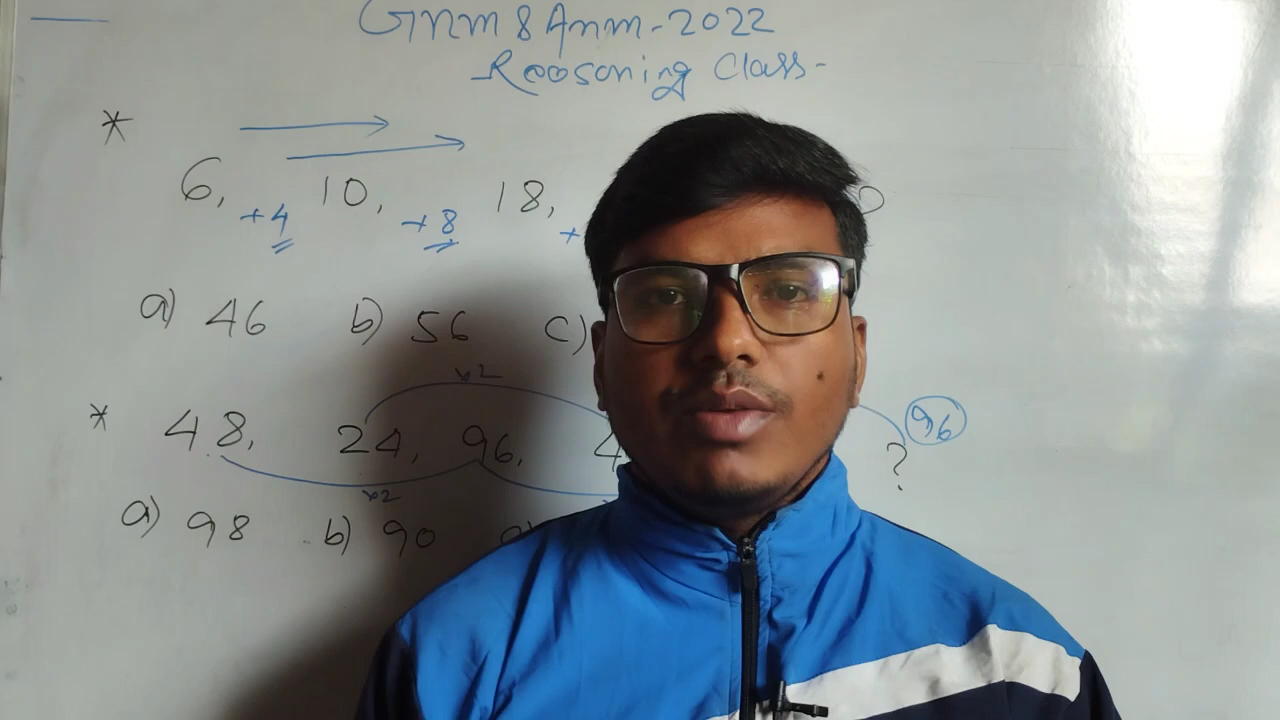 GNM & Anm-2022
Reasoning Class-
* 6, +4 10, +8 18, +
a) 46 b) 56 c)
x2
* 48, 24, 96, 4 ? 96
x2
a) 98 b) 90